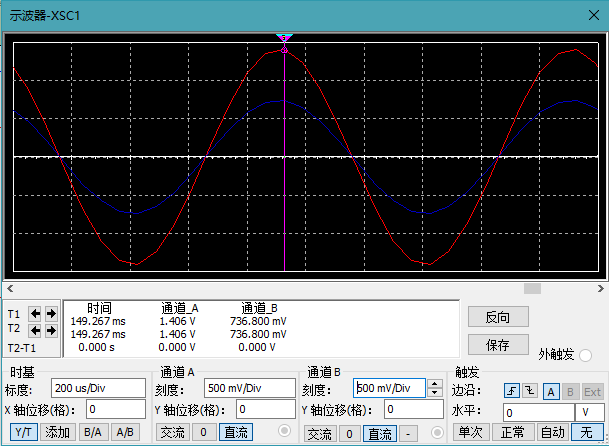 示波器-XSC1
时间 通道_A 通道_B
T1 149.267 ms 1.406 V 736.800 mV
T2 149.267 ms 1.406 V 736.800 mV
T2-T1 0.000 s 0.000 V 0.000 V
反向
保存
外触发
时基 通道 A 通道 B 触发
标度: 200 us/Div 刻度: 500 mV/Div 刻度: 500 mV/Div 边沿: A B Ext
X 轴位移(格): 0 Y 轴位移(格): 0 Y 轴位移(格): 0 水平: 0 V
Y/T 添加 B/A A/B 交流 0 直流 交流 0 直流 - 单次 正常 自动 无